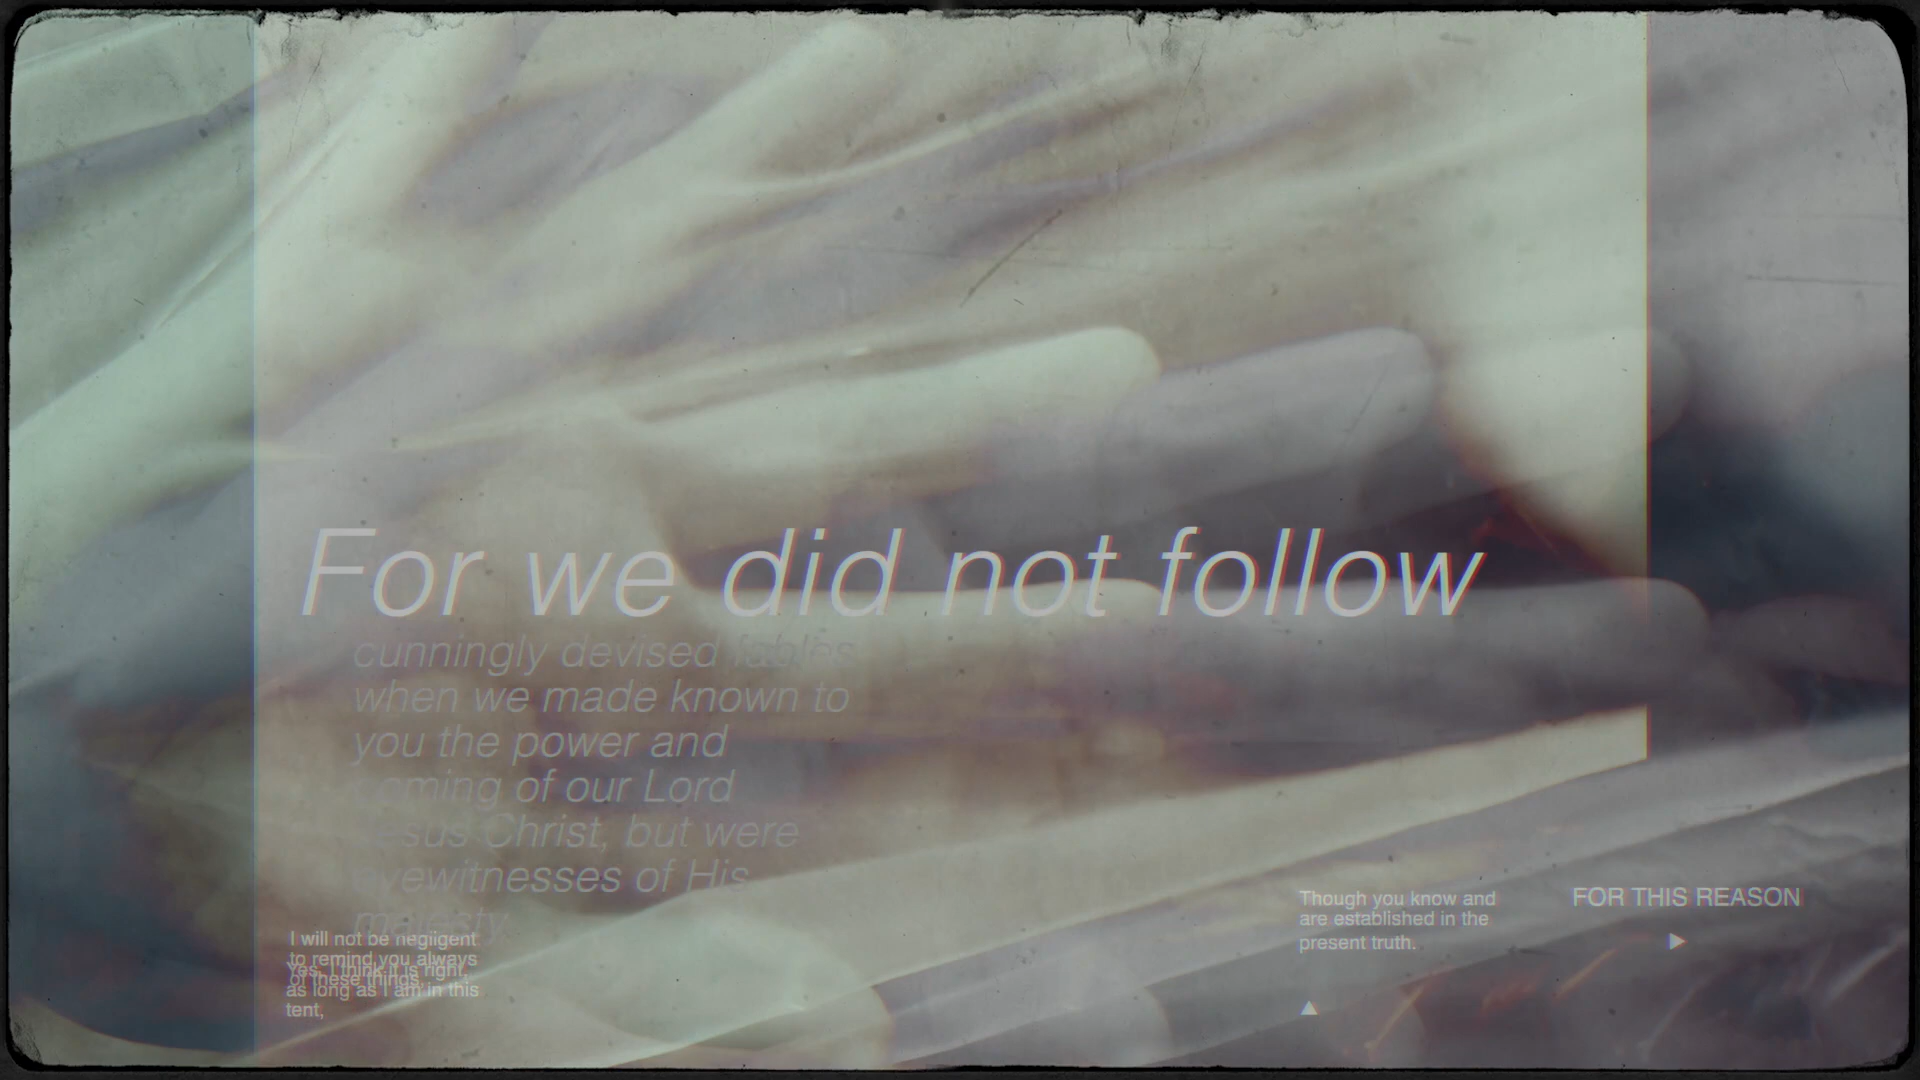 For we did not follow
cunningly devised fables
when we made known to
you the power and
coming of our Lord
Jesus Christ, but were
eyewitnesses of His
majesty.
I will not be negligent
to remind you always
of these things,
Yes, I think it is right,
as long as I am in this
tent,
Though you know and
are established in the
present truth.
FOR THIS REASON